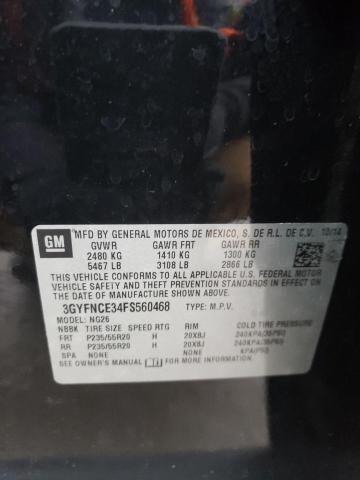 GM
MFD BY GENERAL MOTORS DE MEXICO, S. DE R.L. DE C.V. 10/14
GVWR GAWR FRT GAWR RR
2480 KG 1410 KG 1300 KG
5467 LB 3108 LB 2866 LB
THIS VEHICLE CONFORMS TO ALL APPLICABLE U.S. FEDERAL
MOTOR VEHICLE SAFETY AND THEFT PREVENTION STANDARDS IN EFFECT
ON THE DATE OF MANUFACTURE SHOWN ABOVE.
3GYFNCE34FS560468 TYPE: M.P.V.
MODEL: NG26
NBBK TIRE SIZE SPEED RTG RIM COLD TIRE PRESSURE
FRT P235/55R20 H 20X8J 240KPA(35PSI)
RR P235/55R20 H 20X8J 240KPA(35PSI)
SPA NONE NONE KPA(PSI)
SEE OWNER'S MANUAL FOR MORE INFORMATION.